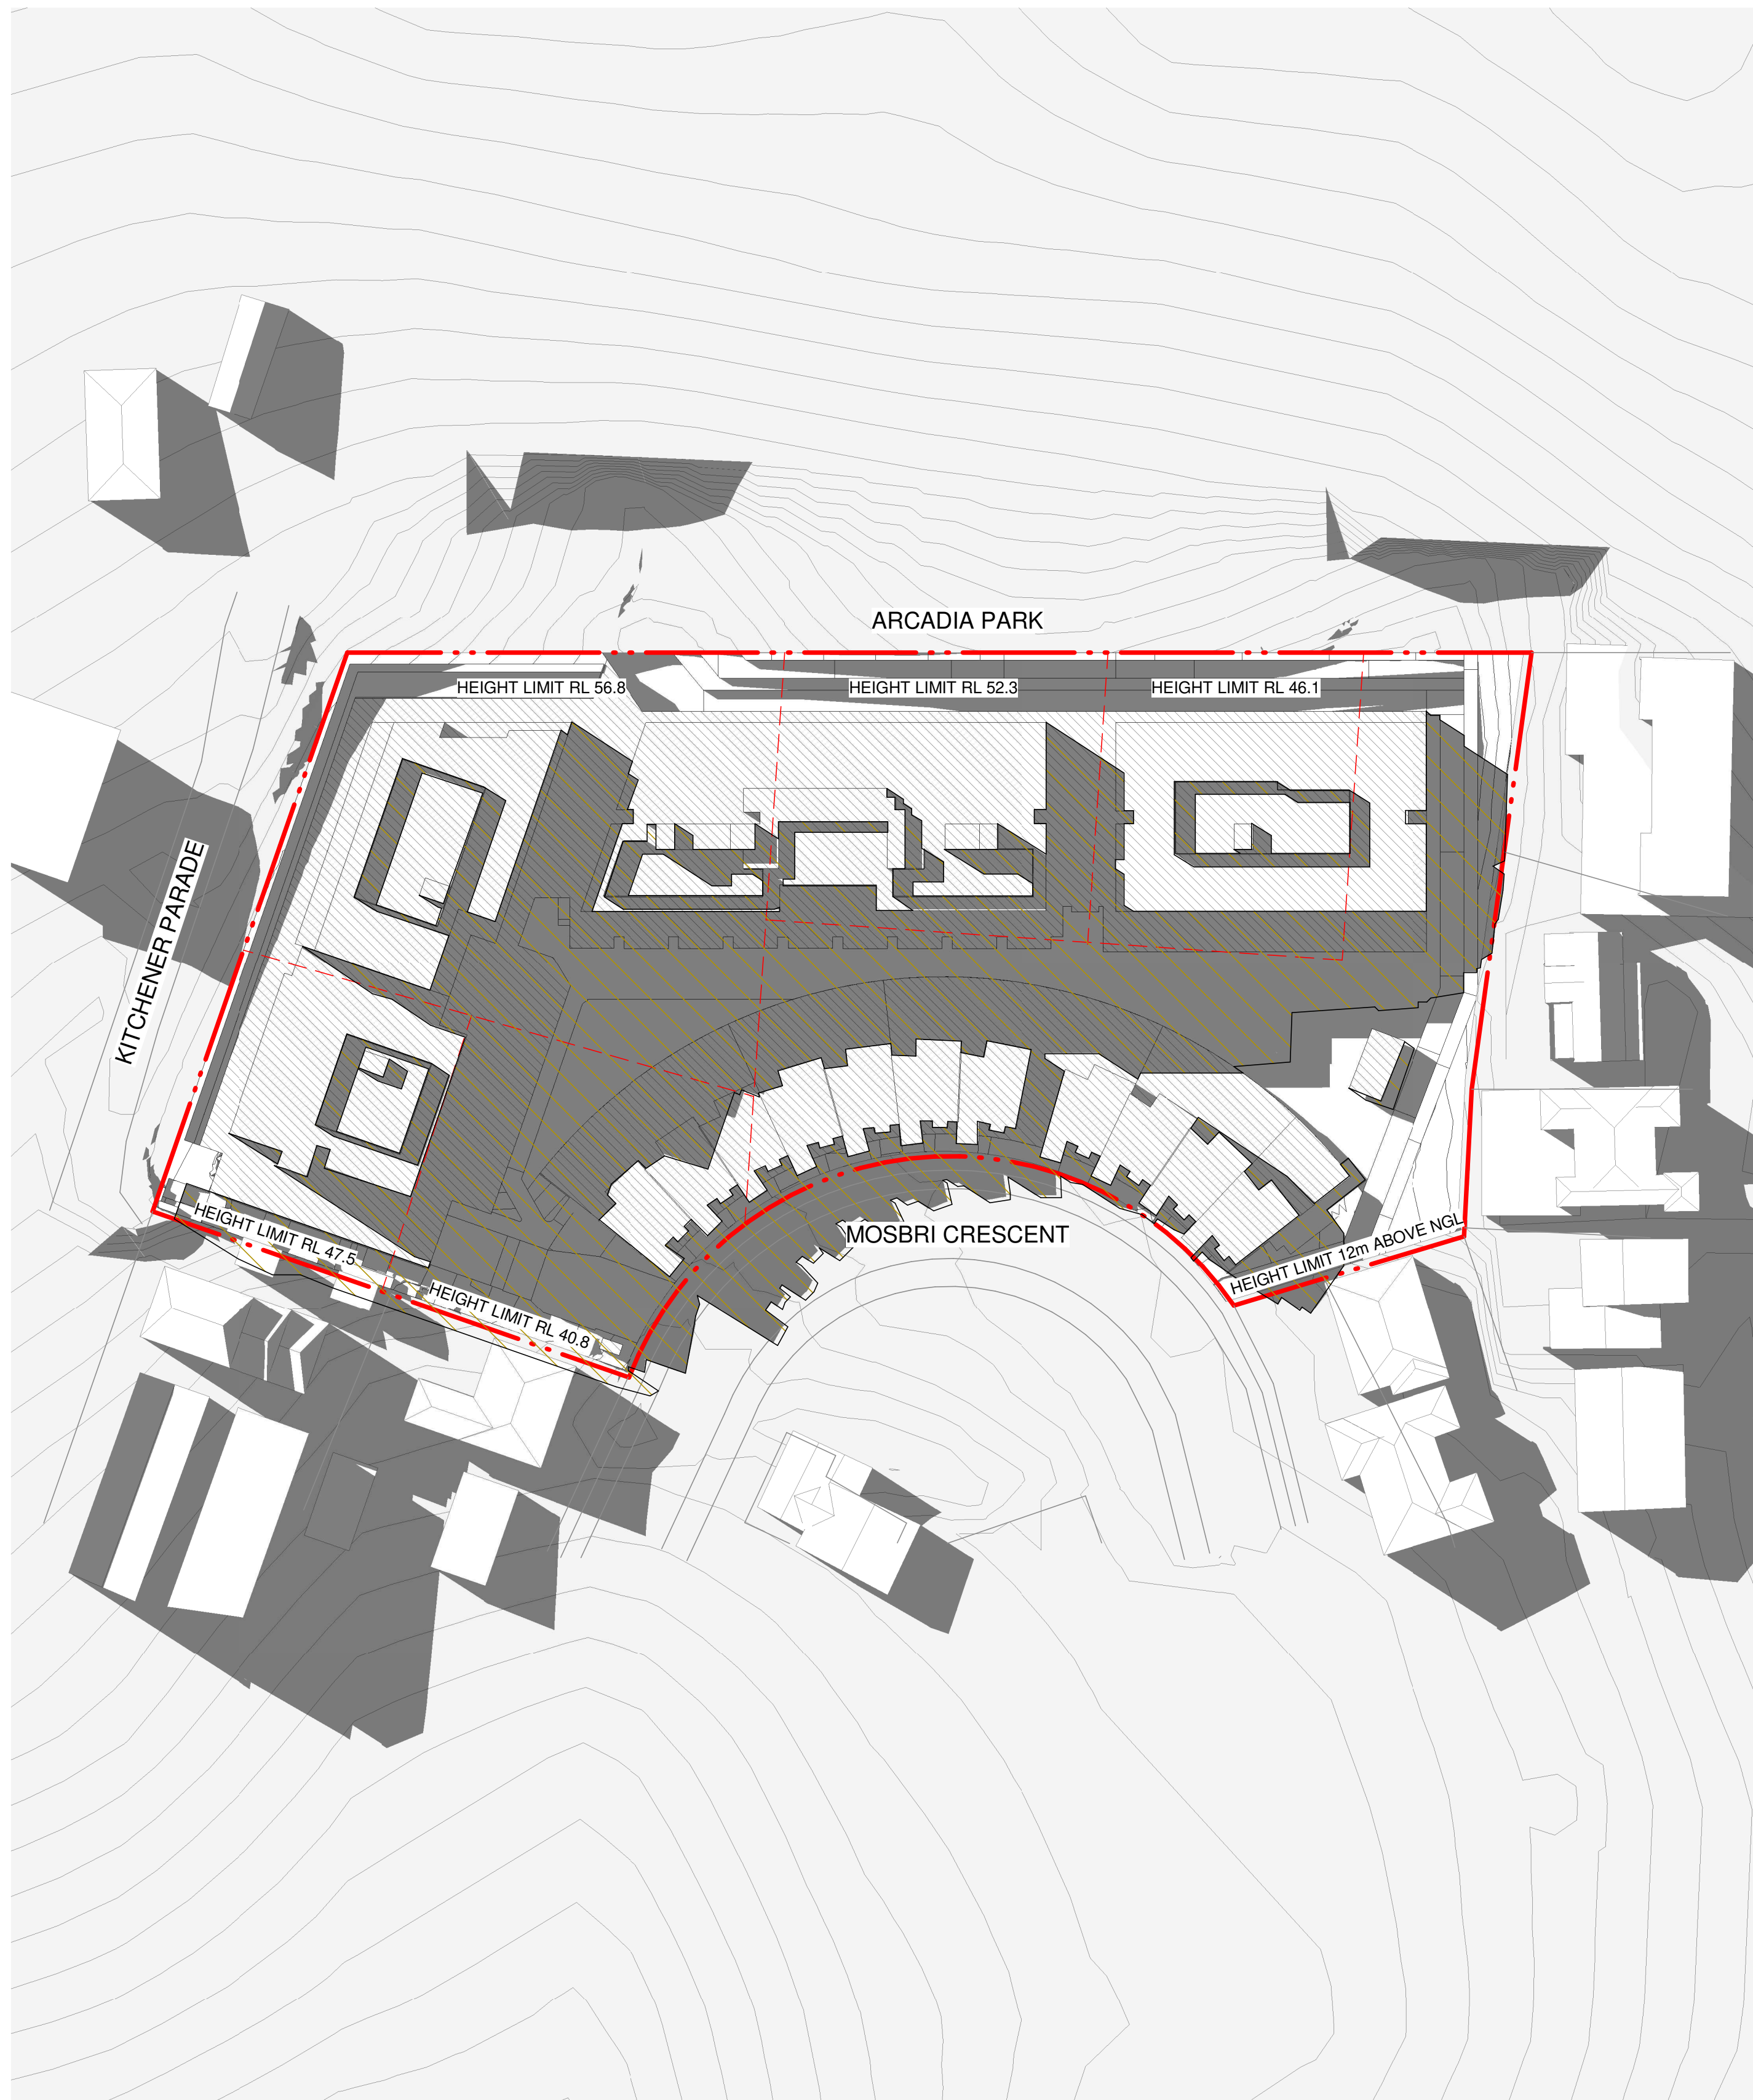 ARCADIA PARK
HEIGHT LIMIT RL 56.8
HEIGHT LIMIT RL 52.3
HEIGHT LIMIT RL 46.1
KITCHENER PARADE
HEIGHT LIMIT RL 47.5
HEIGHT LIMIT RL 40.8
MOSBRI CRESCENT
HEIGHT LIMIT 12m ABOVE NGL